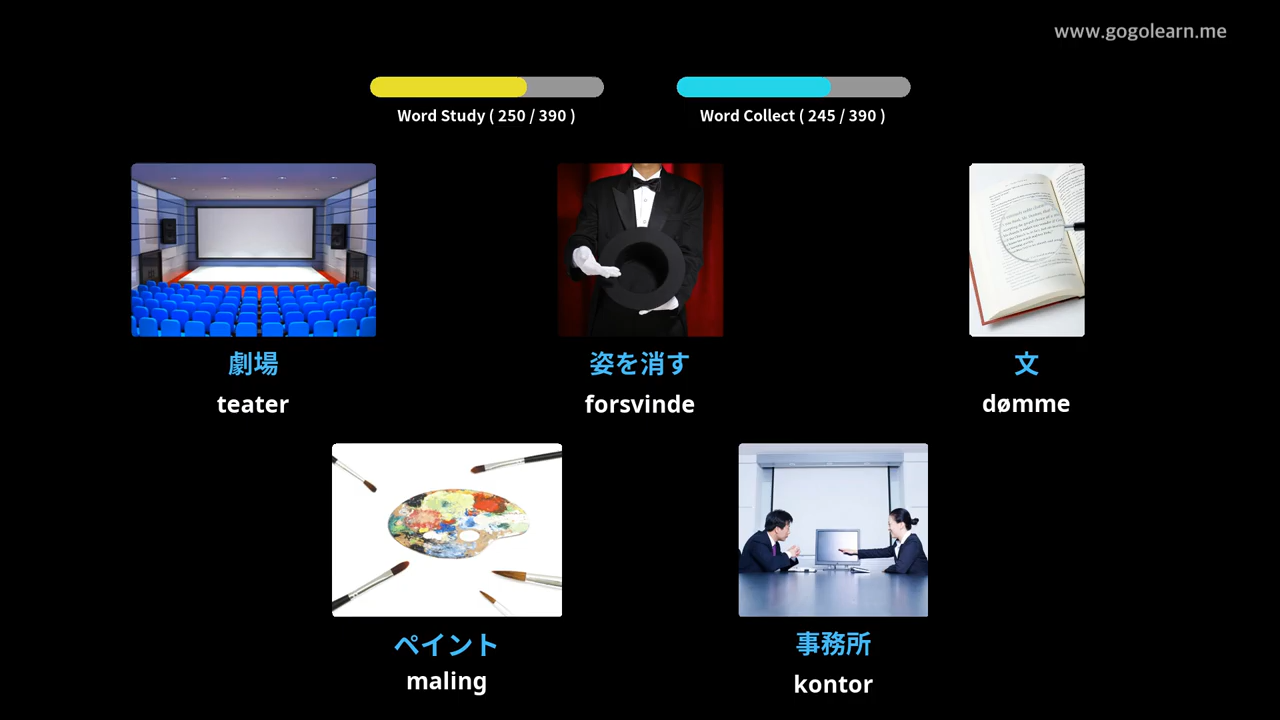 www.gogolearn.me
Word Study ( 250 / 390 )
Word Collect ( 245 / 390 )
劇場
teater
姿を消す
forsvinde
文
dømme
ペイント
maling
事務所
kontor